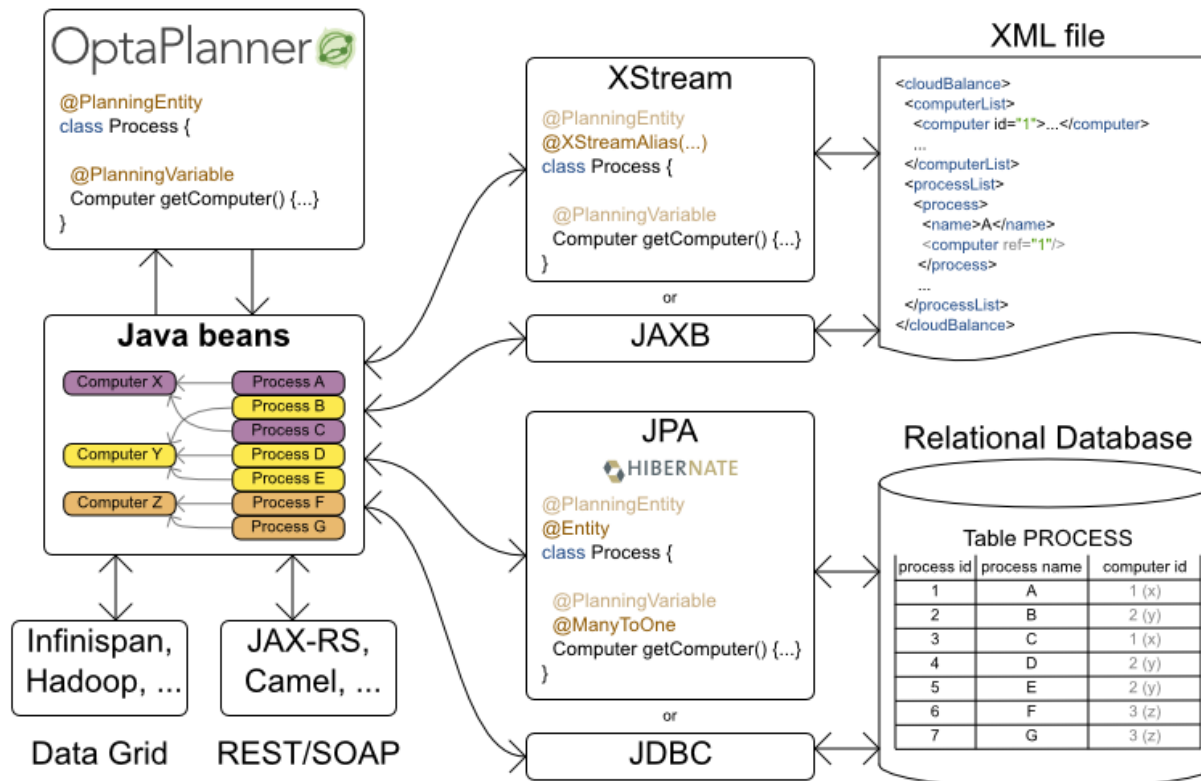 OptaPlanner
@PlanningEntity
class Process {
@PlanningVariable
Computer getComputer() {...}
}
Java beans
Computer X
Computer Y
Computer Z
Process A
Process B
Process C
Process D
Process E
Process F
Process G
Infinispan,
Hadoop, ...
Data Grid
JAX-RS,
Camel, ...
REST/SOAP
XStream
@PlanningEntity
@XStreamAlias(...)
class Process {
@PlanningVariable
Computer getComputer() {...}
}
or
JAXB
JPA
HIBERNATE
@PlanningEntity
@Entity
class Process {
@PlanningVariable
@ManyToOne
Computer getComputer() {...}
}
or
JDBC
XML file
<cloudBalance>
<computerList>
<computer id="1">...</computer>
...
</computerList>
<processList>
<process>
<name>A</name>
<computer ref="1"/>
</process>
...
</processList>
</cloudBalance>
Relational Database
Table PROCESS
process id process name computer id
1 A 1 (x)
2 B 2 (y)
3 C 1 (x)
4 D 2 (y)
5 E 2 (y)
6 F 3 (z)
7 G 3 (z)